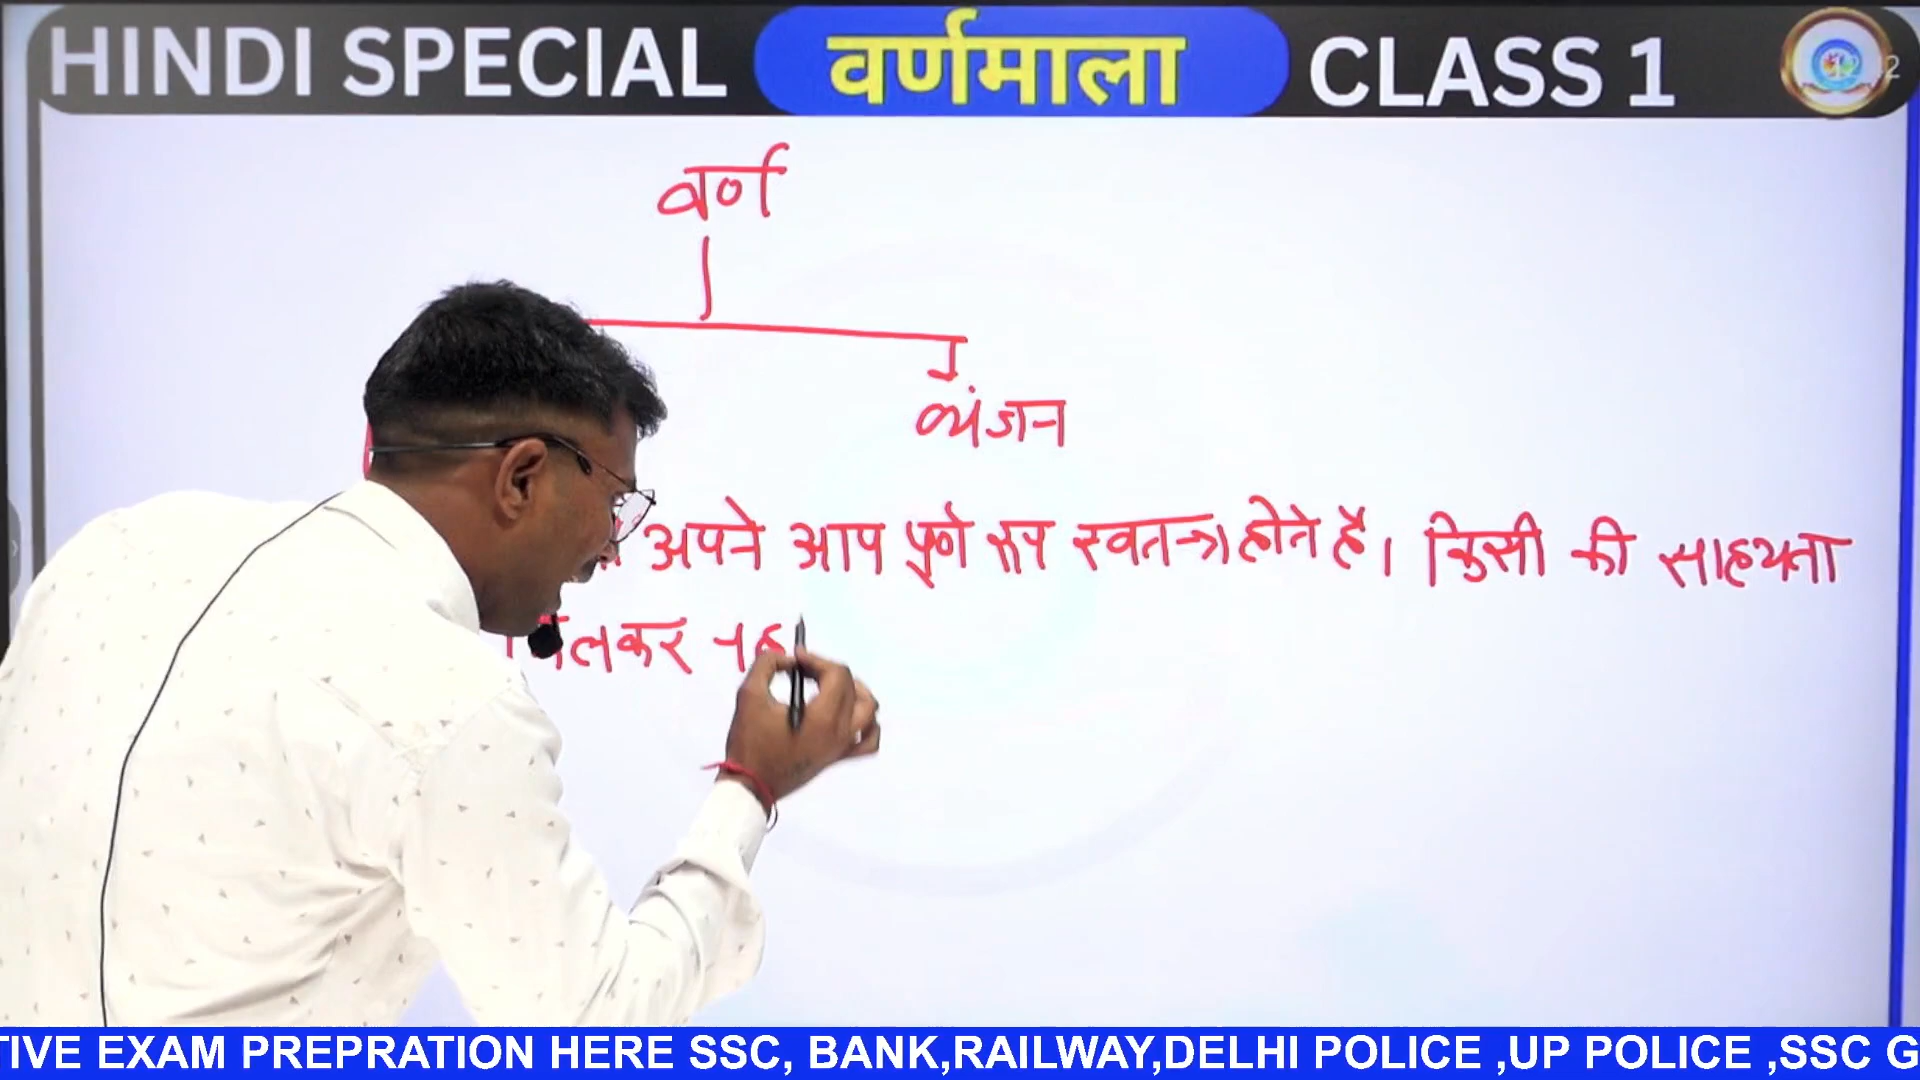 HINDI SPECIAL वर्णमाला CLASS 1
वर्ण
व्यंजन
अपने आप पूर्ण रूप स्वतन्त्र होते हैं। किसी की साहयता
TIVE EXAM PREPRATION HERE SSC, BANK,RAILWAY,DELHI POLICE ,UP POLICE ,SSC G